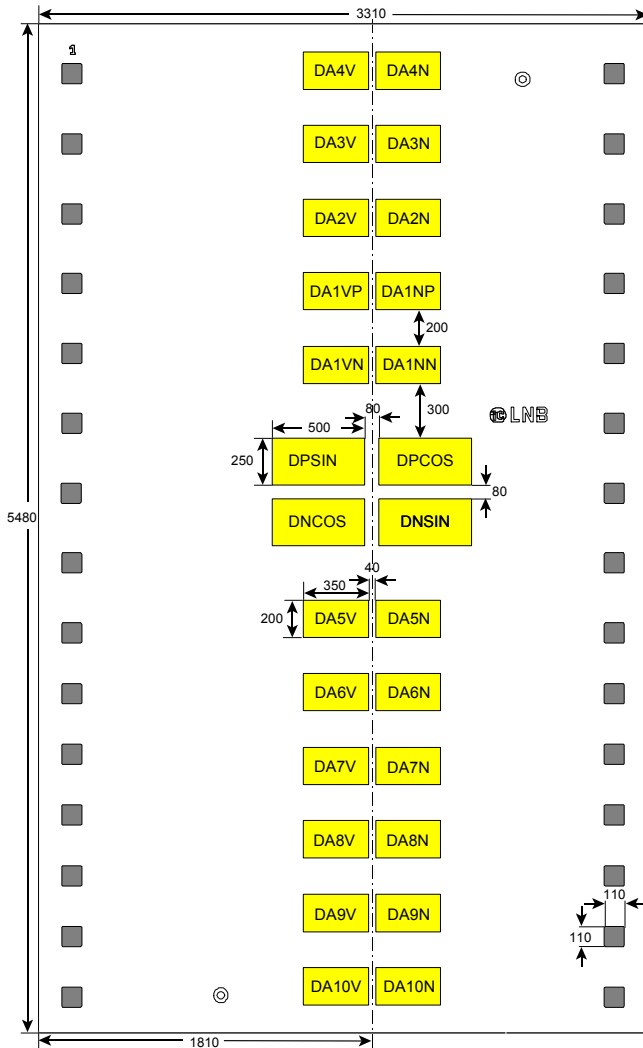 3310
1
DA4V DA4N
DA3V DA3N
DA2V DA2N
DA1VP DA1NP
200
DA1VN DA1NN
80 300
LNB
500
250 DPSIN DPCOS
80
5480
DNCOS DNSIN
40
350
200 DA5V DA5N
DA6V DA6N
DA7V DA7N
DA8V DA8N
110
DA9V DA9N
110
DA10V DA10N
1810